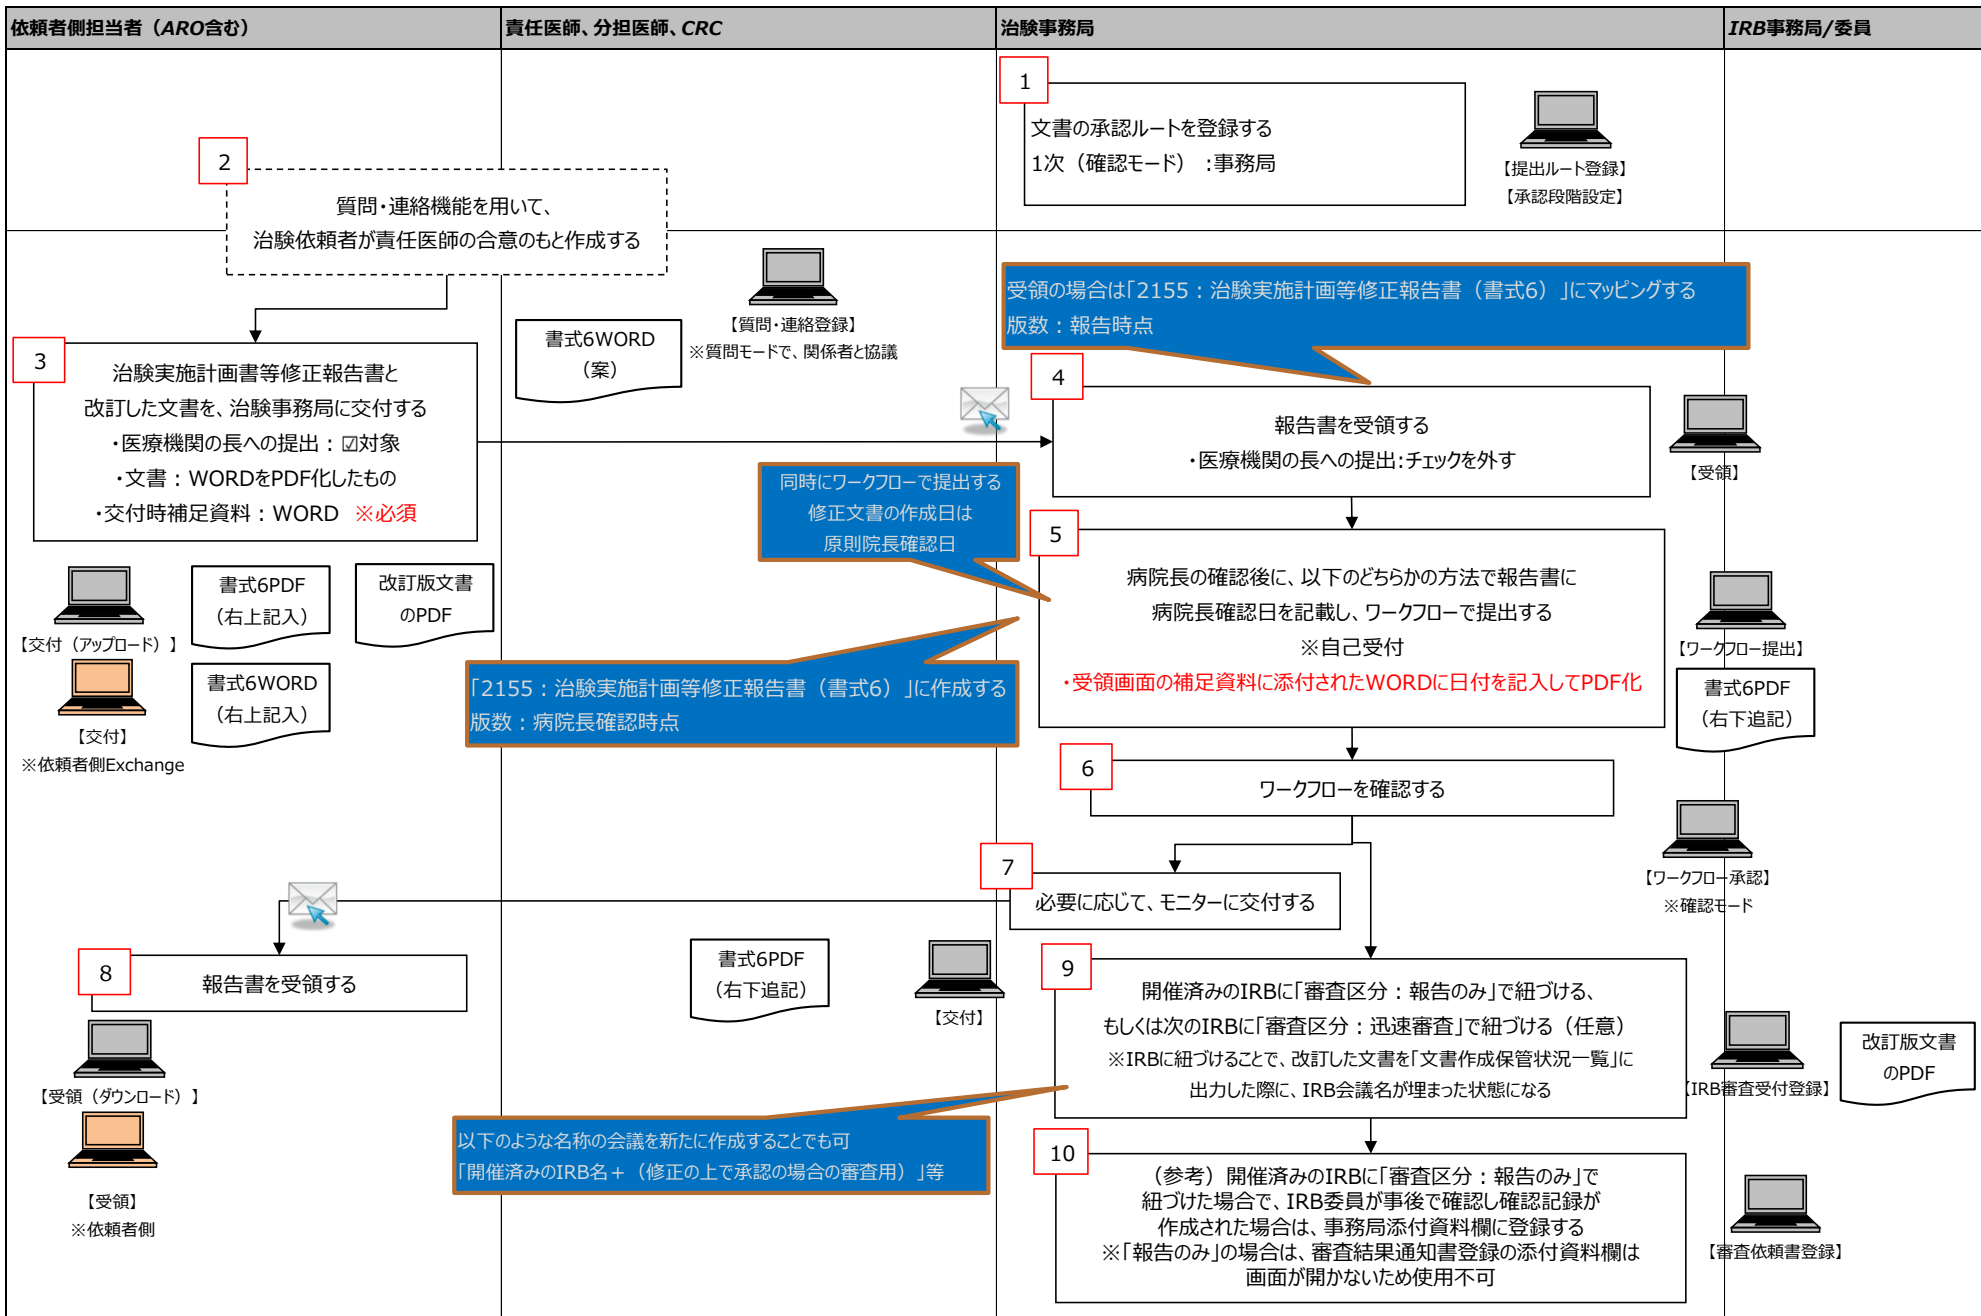 依頼者側担当者（ARO含む）
責任医師、分担医師、CRC
治験事務局
IRB事務局/委員
1
文書の承認ルートを登録する
1次（確認モード）：事務局
【提出ルート登録】
【承認段階設定】
2
質問・連絡機能を用いて、
治験依頼者が責任医師の合意のもと作成する
【質問・連絡登録】
※質問モードで、関係者と協議
書式6WORD
（案）
受領の場合は「2155：治験実施計画等修正報告書（書式6）」にマッピングする
版数：報告時点
3
治験実施計画書等修正報告書と
改訂した文書を、治験事務局に交付する
・医療機関の長への提出：☑対象
・文書：WORDをPDF化したもの
・交付時補足資料：WORD ※必須
4
報告書を受領する
・医療機関の長への提出:チェックを外す
【受領】
同時にワークフローで提出する
修正文書の作成日は
原則院長確認日
5
病院長の確認後に、以下のどちらかの方法で報告書に
病院長確認日を記載し、ワークフローで提出する
※自己受付
・受領画面の補足資料に添付されたWORDに日付を記入してPDF化
【ワークフロー提出】
書式6PDF
（右下追記）
【交付（アップロード）】
書式6PDF
（右上記入）
改訂版文書
のPDF
【交付】
※依頼者側Exchange
書式6WORD
（右上記入）
「2155：治験実施計画等修正報告書（書式6）」に作成する
版数：病院長確認時点
6
ワークフローを確認する
【ワークフロー承認】
※確認モード
7
必要に応じて、モニターに交付する
書式6PDF
（右下追記）
【交付】
8
報告書を受領する
【受領（ダウンロード）】
【受領】
※依頼者側
9
開催済みのIRBに「審査区分：報告のみ」で紐づける、
もしくは次のIRBに「審査区分：迅速審査」で紐づける（任意）
※IRBに紐づけることで、改訂した文書を「文書作成保管状況一覧」に
出力した際に、IRB会議名が埋まった状態になる
【IRB審査受付登録】
改訂版文書
のPDF
以下のような名称の会議を新たに作成することでも可
「開催済みのIRB名＋（修正の上で承認の場合の審査用）」等
10
（参考）開催済みのIRBに「審査区分：報告のみ」で
紐づけた場合で、IRB委員が事後で確認し確認記録が
作成された場合は、事務局添付資料欄に登録する
※「報告のみ」の場合は、審査結果通知書登録の添付資料欄は
画面が開かないため使用不可
【審査依頼書登録】